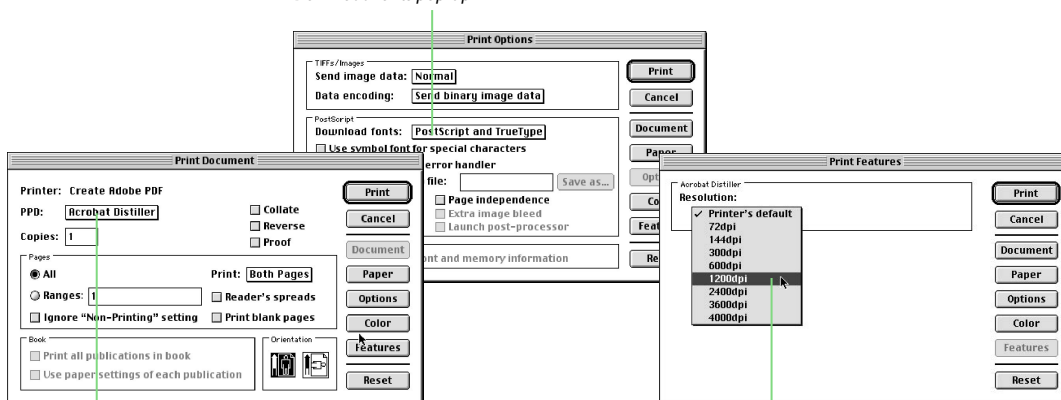 Print Options
TIFFs/Images
Send image data: Normal
Data encoding: Send binary image data
PostScript
Download fonts: PostScript and TrueType
Use symbol font for special characters
error handler
file: Save as...
Page independence
Extra image bleed
Launch post-processor
and memory information
Print
Cancel
Document
Paper
Print Document
Printer: Create Adobe PDF
PPD: Acrobat Distiller
Copies: 1
Collate
Reverse
Proof
Pages
All
Print: Both Pages
Ranges: 1
Reader's spreads
Ignore “Non-Printing” setting
Print blank pages
Book
Print all publications in book
Use paper settings of each publication
Orientation
Print
Cancel
Document
Paper
Options
Color
Features
Reset
Print Features
Acrobat Distiller
Resolution:
Printer's default
72dpi
144dpi
300dpi
600dpi
1200dpi
2400dpi
3600dpi
4000dpi
Print
Cancel
Document
Paper
Options
Color
Features
Reset